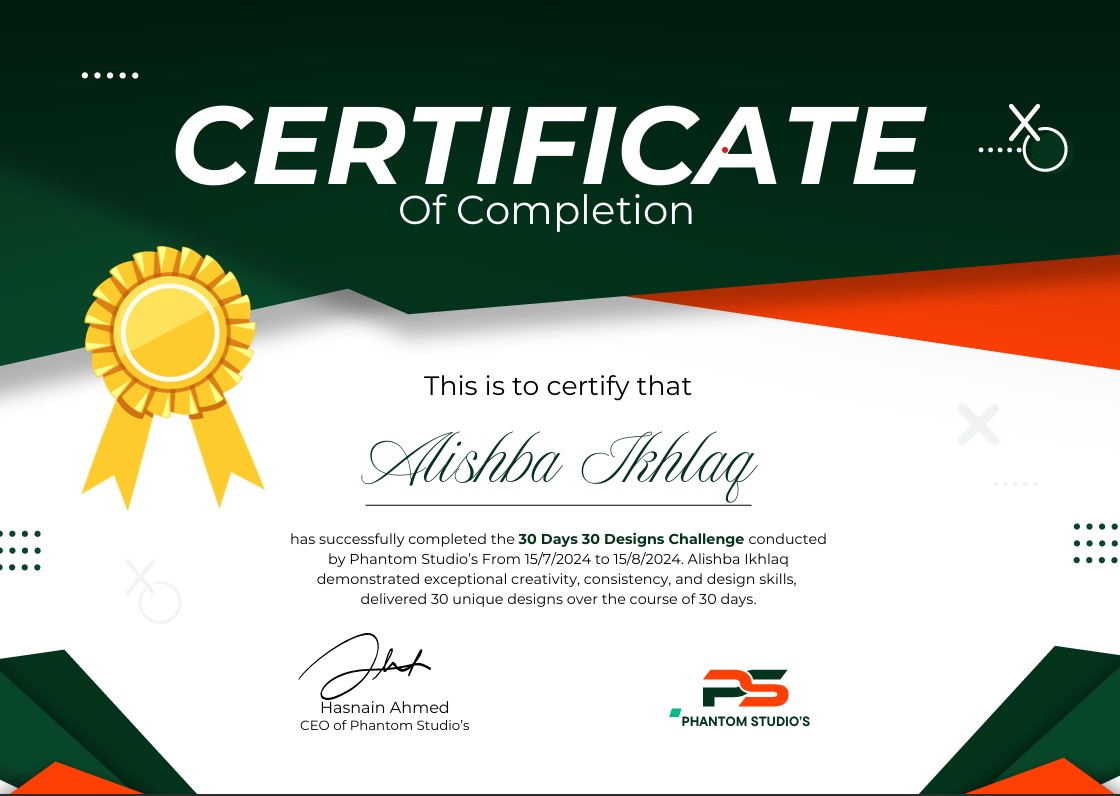 CERTIFICATE
Of Completion
This is to certify that
Alishba Ikhlaq
has successfully completed the 30 Days 30 Designs Challenge conducted
by Phantom Studio's From 15/7/2024 to 15/8/2024. Alishba Ikhlaq
demonstrated exceptional creativity, consistency, and design skills,
delivered 30 unique designs over the course of 30 days.
Hasnain Ahmed
CEO of Phantom Studio's
PS
PHANTOM STUDIO'S